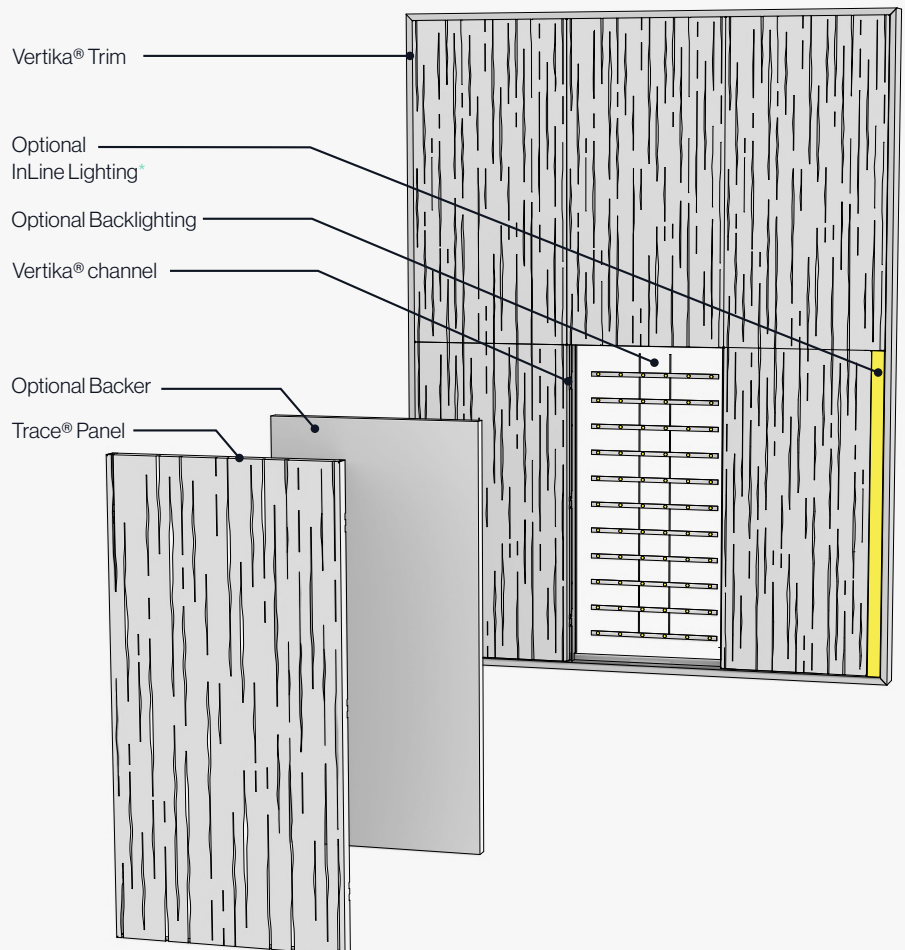 Vertika® Trim
Optional
InLine Lighting*
Optional Backlighting
Vertika® channel
Optional Backer
Trace® Panel